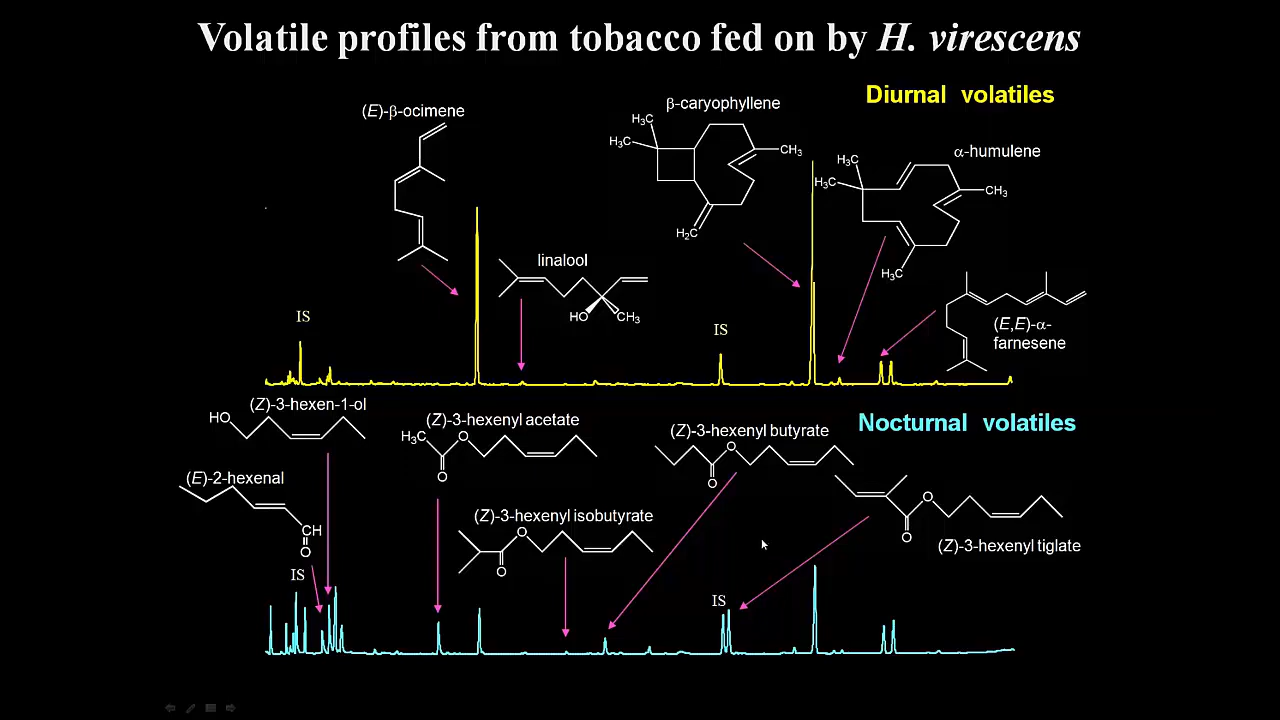 Volatile profiles from tobacco fed on by H. virescens
Diurnal volatiles
(E)-β-ocimene
β-caryophyllene
H₃C
H₃C
CH₃
H₂C
α-humulene
H₃C
H₃C
CH₃
H₃C
linalool
HO
CH₃
(E,E)-α-
farnesene
IS
IS
Nocturnal volatiles
(Z)-3-hexen-1-ol
HO
(Z)-3-hexenyl acetate
H₃C
O
O
(Z)-3-hexenyl butyrate
O
O
(E)-2-hexenal
CH
O
(Z)-3-hexenyl isobutyrate
O
O
O
O
(Z)-3-hexenyl tiglate
IS
IS